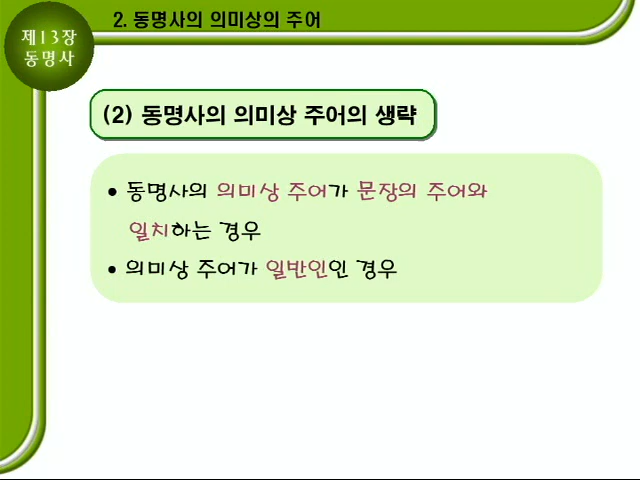 제13장
동명사
2. 동명사의 의미상의 주어
(2) 동명사의 의미상 주어의 생략
• 동명사의 의미상 주어가 문장의 주어와
일치하는 경우
• 의미상 주어가 일반인인 경우